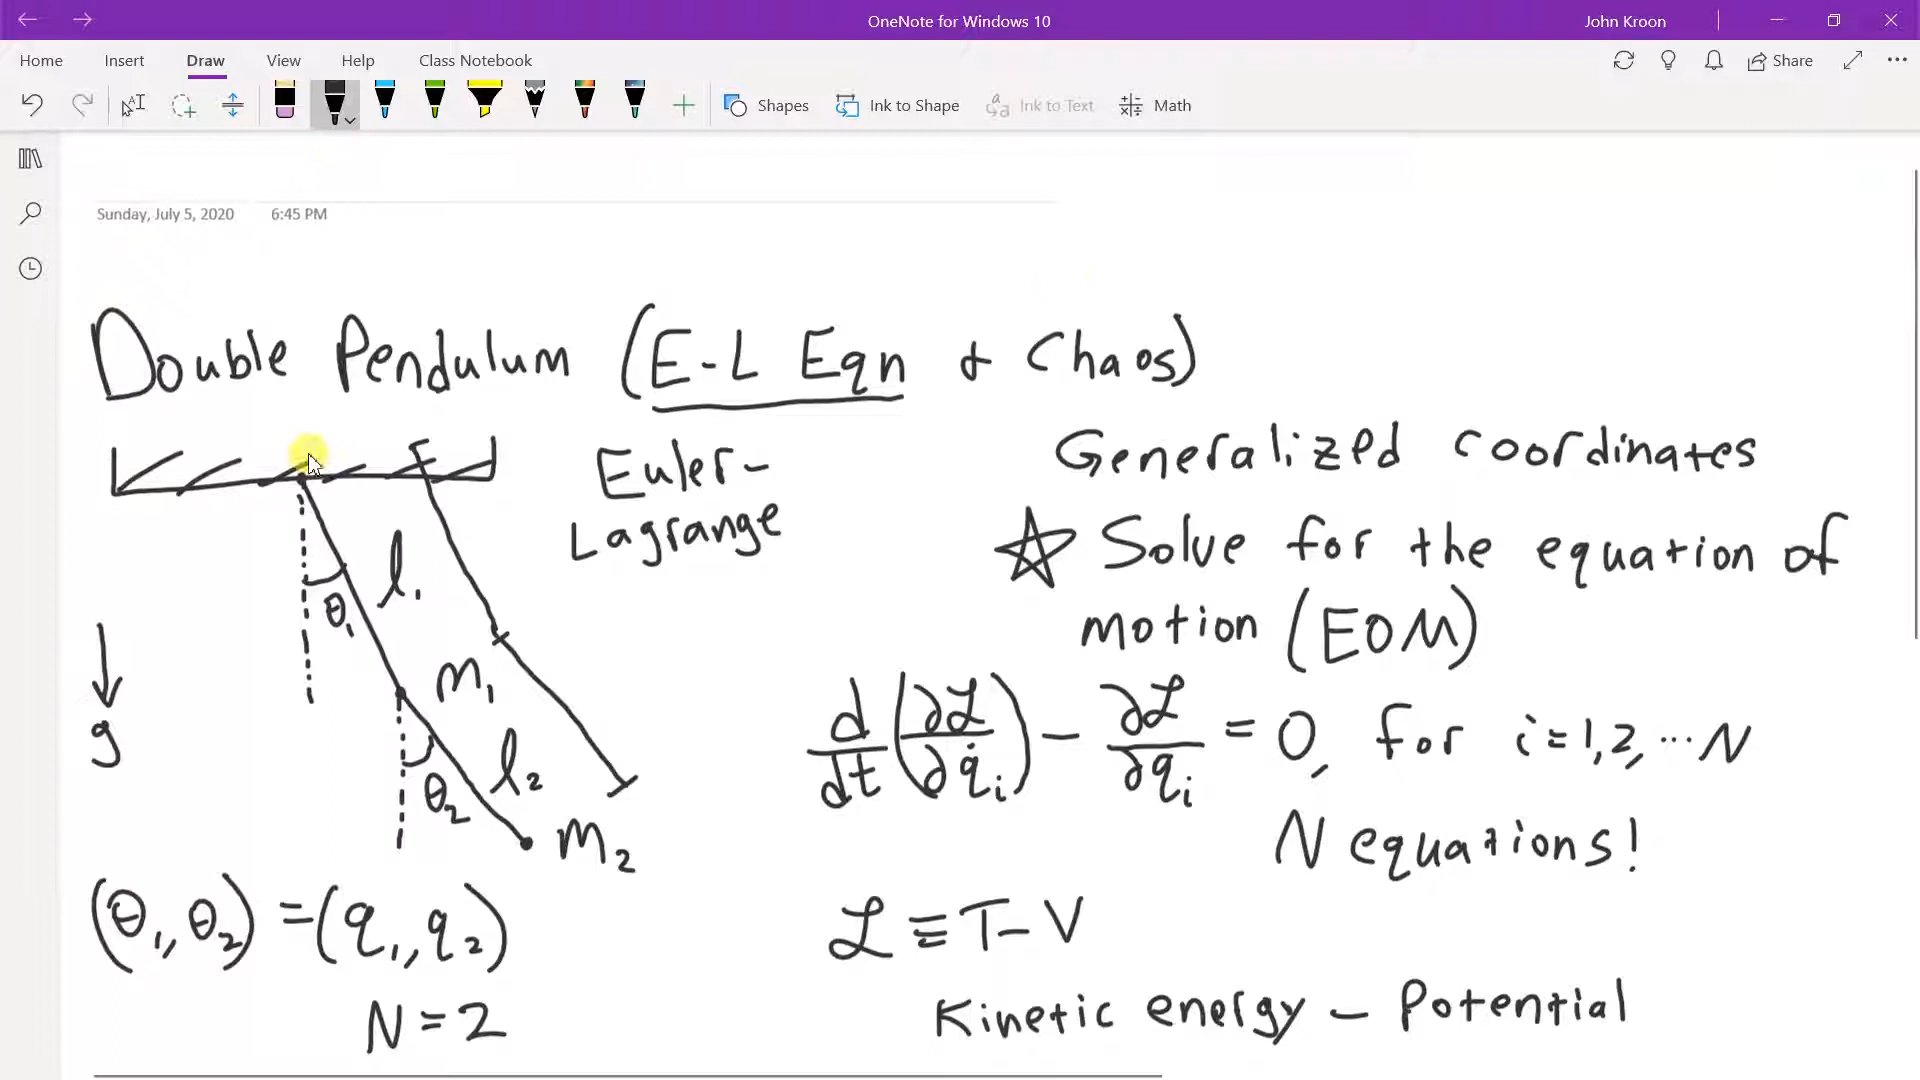 OneNote for Windows 10
John Kroon
Home Insert Draw View Help Class Notebook
Share
Shapes Ink to Shape Ink to Text Math
Sunday, July 5, 2020 6:45 PM
Double Pendulum (E-L Eqn + Chaos)
Euler-
Lagrange
Generalized coordinates
☆ Solve for the equation of
motion (EOM)
l₁
θ₁
m₁
g
l₂
θ₂
m₂
d/dt (∂ℒ/∂q̇ᵢ) - ∂ℒ/∂qᵢ = 0, for i=1,2,...N
N equations!
(θ₁, θ₂) = (q₁, q₂)
N = 2
ℒ ≡ T - V
Kinetic energy - Potential